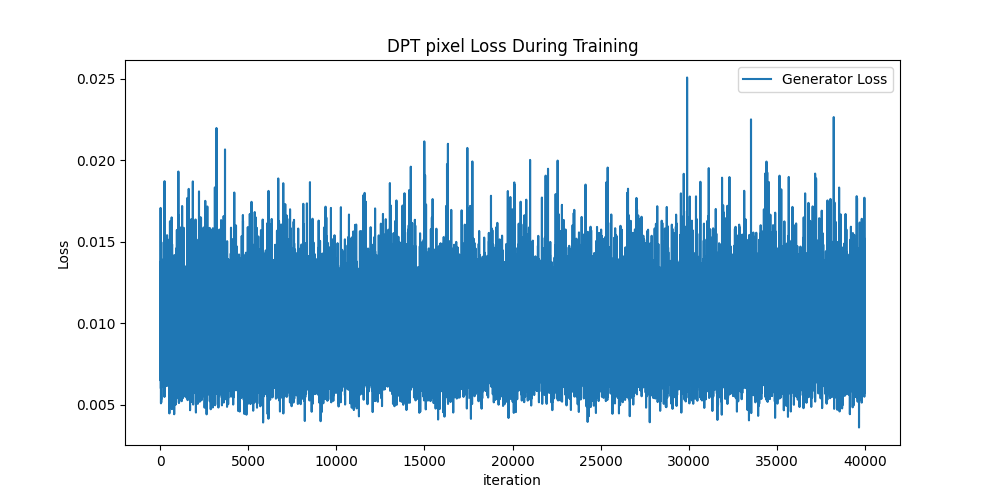 DPT pixel Loss During Training
Generator Loss
0.025
0.020
0.015
0.010
0.005
Loss
0 5000 10000 15000 20000 25000 30000 35000 40000
iteration